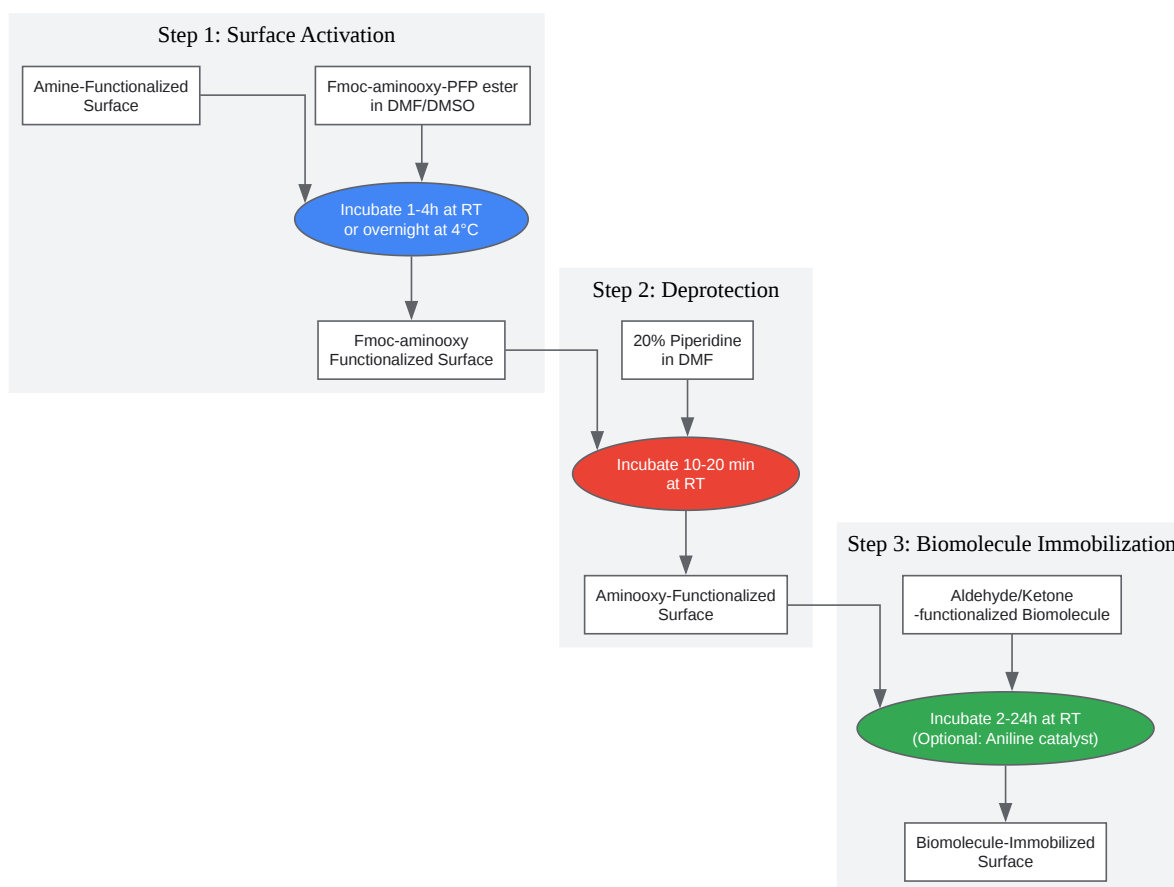 Step 1: Surface Activation
Amine-Functionalized
Surface
Fmoc-aminooxy-PFP ester
in DMF/DMSO
Incubate 1-4h at RT
or overnight at 4°C
Fmoc-aminooxy
Functionalized Surface
Step 2: Deprotection
20% Piperidine
in DMF
Incubate 10-20 min
at RT
Aminooxy-Functionalized
Surface
Step 3: Biomolecule Immobilization
Aldehyde/Ketone
-functionalized Biomolecule
Incubate 2-24h at RT
(Optional: Aniline catalyst)
Biomolecule-Immobilized
Surface